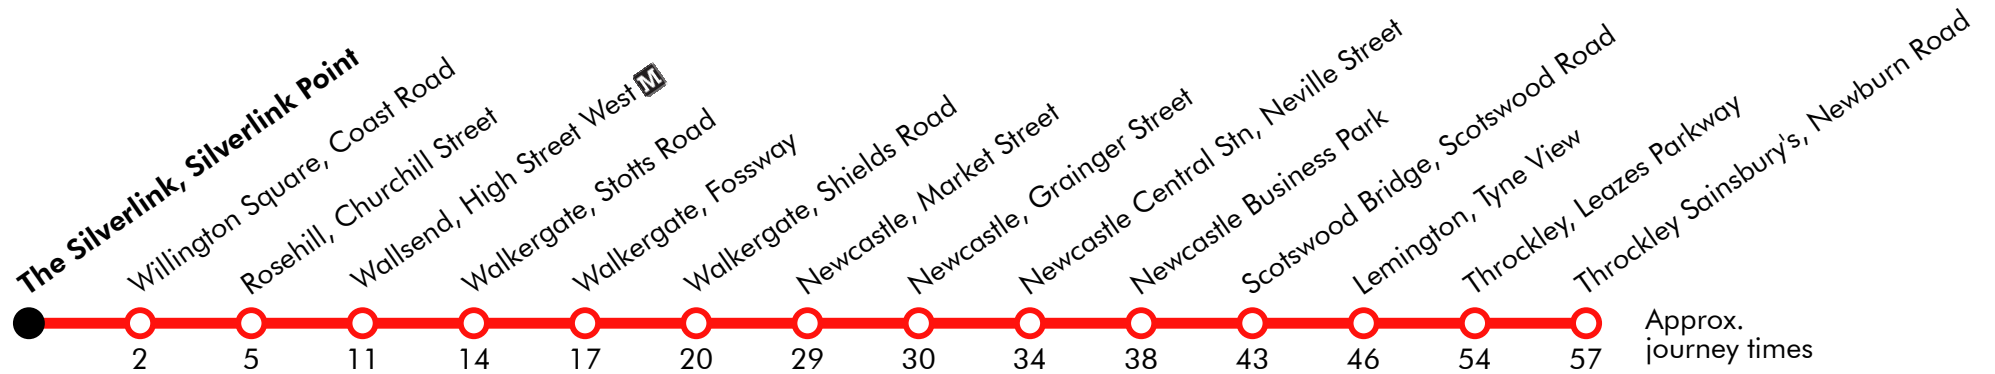 The Silverlink, Silverlink Point
Willington Square, Coast Road
Rosehill, Churchill Street
Wallsend, High Street West M
Walkergate, Stotts Road
Walkergate, Fossway
Walkergate, Shields Road
Newcastle, Market Street
Newcastle, Grainger Street
Newcastle Central Stn, Neville Street
Newcastle Business Park
Scotswood Bridge, Scotswood Road
Lemington, Tyne View
Throckley, Leazes Parkway
Throckley Sainsbury's, Newburn Road
2 5 11 14 17 20 29 30 34 38 43 46 54 57
Approx.
journey times